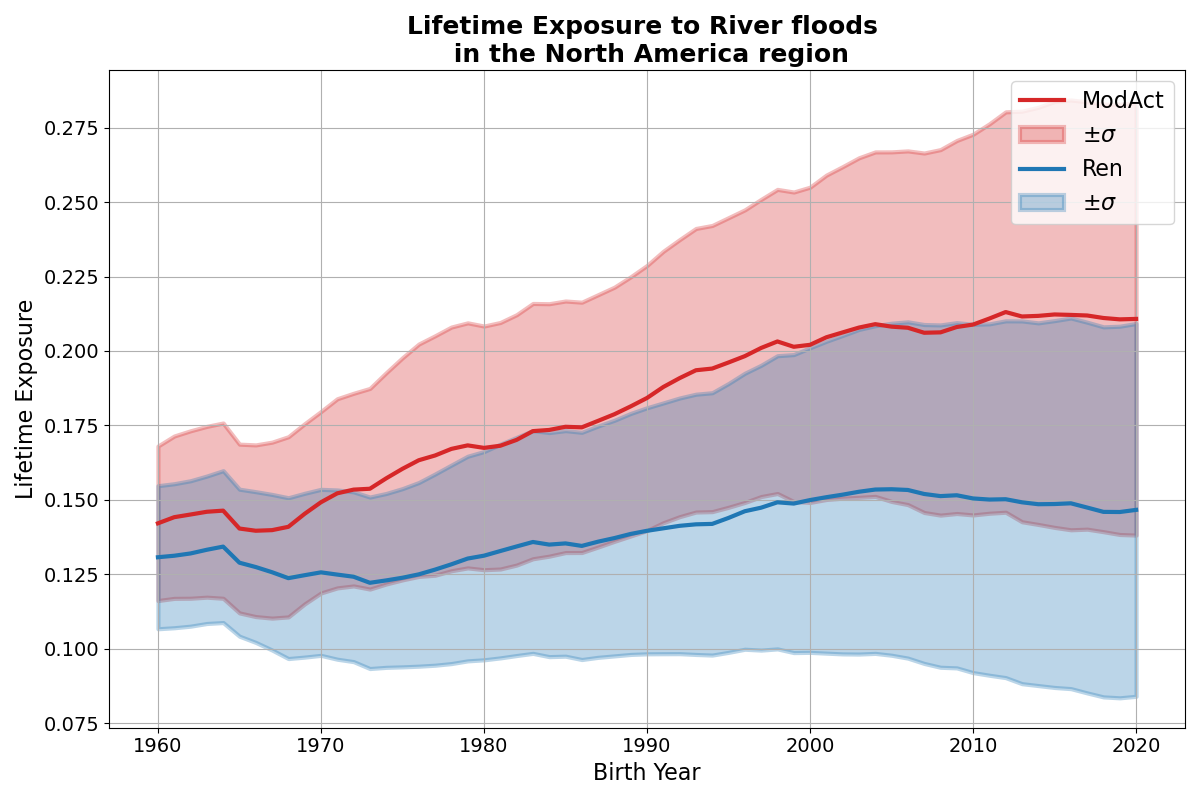 Lifetime Exposure to River floods
in the North America region
ModAct
±σ
Ren
±σ
Lifetime Exposure
0.275
0.250
0.225
0.200
0.175
0.150
0.125
0.100
0.075
1960 1970 1980 1990 2000 2010 2020
Birth Year